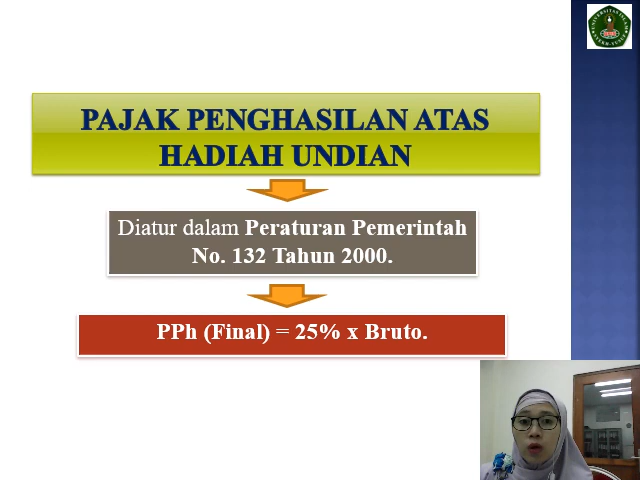 PAJAK PENGHASILAN ATAS
HADIAH UNDIAN
Diatur dalam Peraturan Pemerintah
No. 132 Tahun 2000.
PPh (Final) = 25% x Bruto.